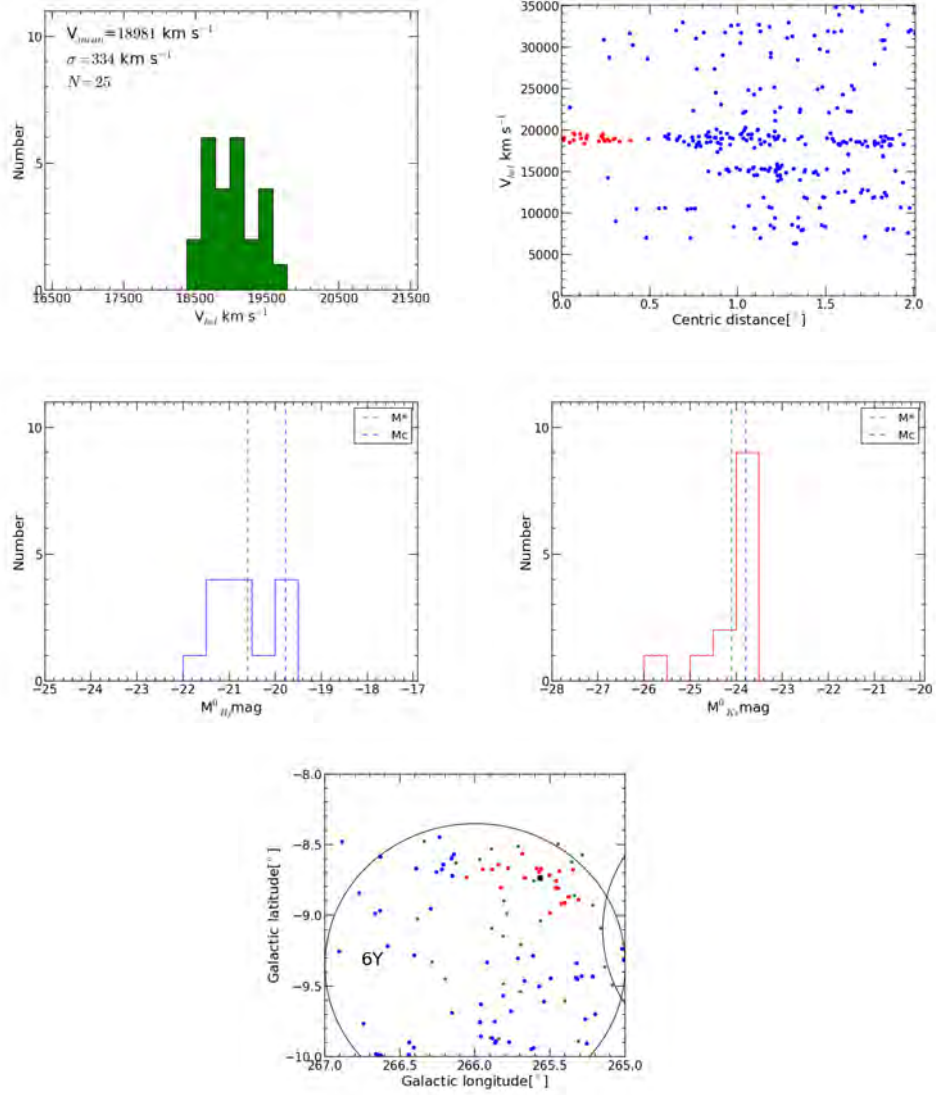 V_mean=18981 km s⁻¹
σ=334 km s⁻¹
N=25
Number
10
5
0
16500 17500 18500 19500 20500 21500
V_hel km s⁻¹
V_hel km s⁻¹
35000
30000
25000
20000
15000
10000
5000
0
0.0 0.5 1.0 1.5 2.0
Centric distance[°]
M*
Mc
Number
10
5
0
−25 −24 −23 −22 −21 −20 −19 −18 −17
M⁰_Bj mag
M*
Mc
Number
10
5
0
−28 −27 −26 −25 −24 −23 −22 −21 −20
M⁰_Ks mag
Galactic latitude[°]
−8.0
−8.5
−9.0
−9.5
−10.0
6Y
267.0 266.5 266.0 265.5 265.0
Galactic longitude[°]